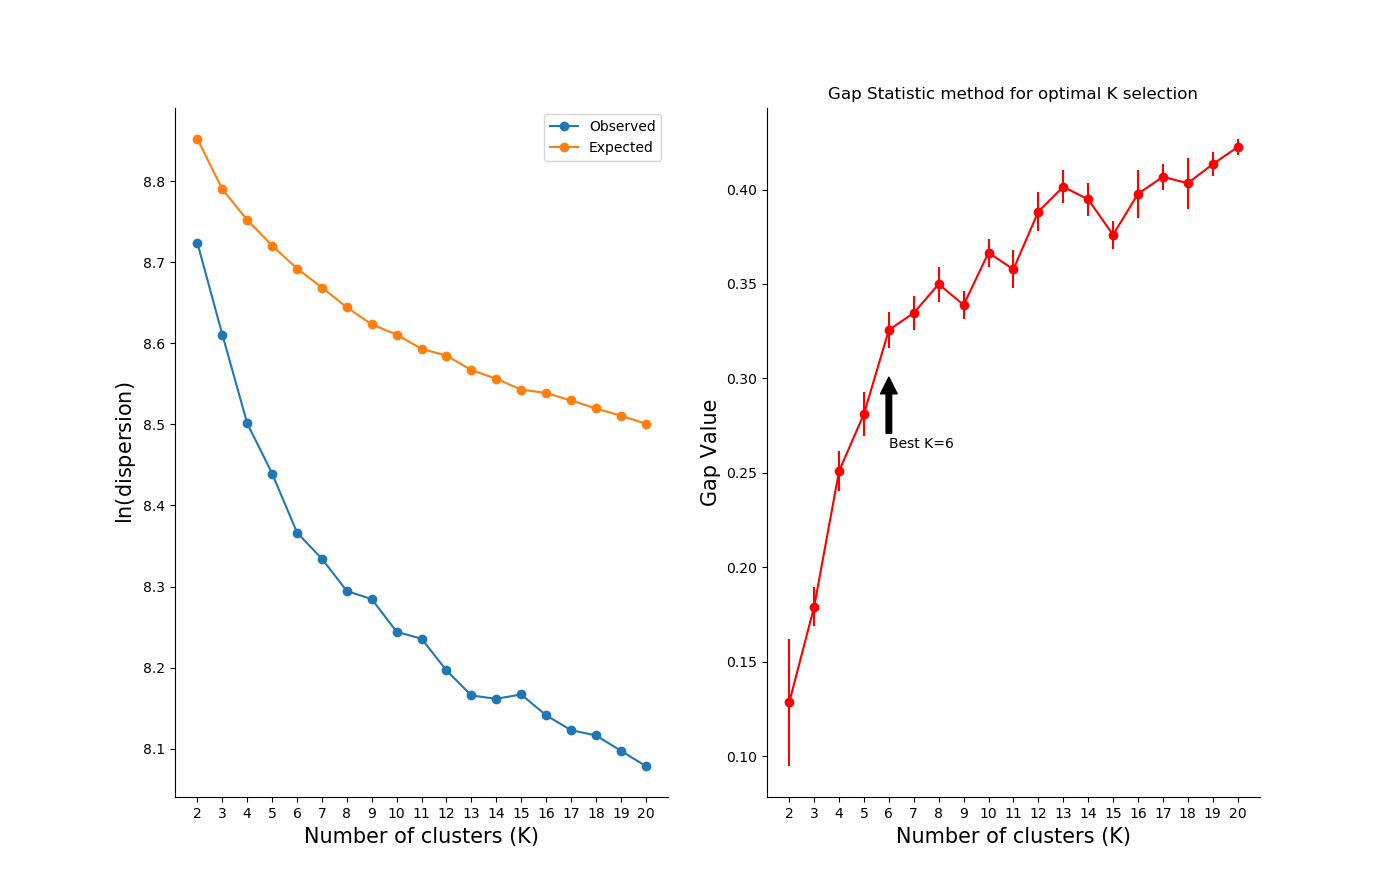 Observed
Expected
8.8
8.7
8.6
8.5
8.4
8.3
8.2
8.1
ln(dispersion)
2 3 4 5 6 7 8 9 10 11 12 13 14 15 16 17 18 19 20
Number of clusters (K)
Gap Statistic method for optimal K selection
0.40
0.35
0.30
0.25
0.20
0.15
0.10
Gap Value
Best K=6
2 3 4 5 6 7 8 9 10 11 12 13 14 15 16 17 18 19 20
Number of clusters (K)